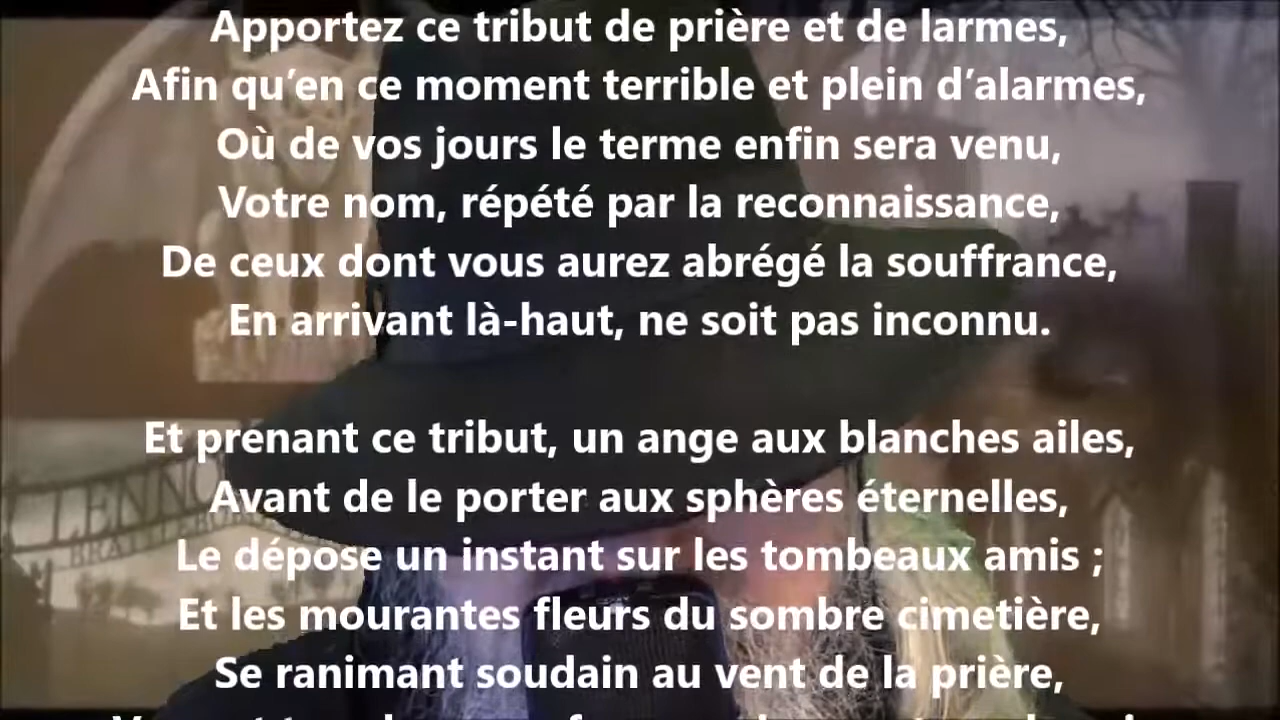 Apportez ce tribut de prière et de larmes,
Afin qu’en ce moment terrible et plein d’alarmes,
Où de vos jours le terme enfin sera venu,
Votre nom, répété par la reconnaissance,
De ceux dont vous aurez abrégé la souffrance,
En arrivant là-haut, ne soit pas inconnu.
Et prenant ce tribut, un ange aux blanches ailes,
Avant de le porter aux sphères éternelles,
Le dépose un instant sur les tombeaux amis ;
Et les mourantes fleurs du sombre cimetière,
Se ranimant soudain au vent de la prière,